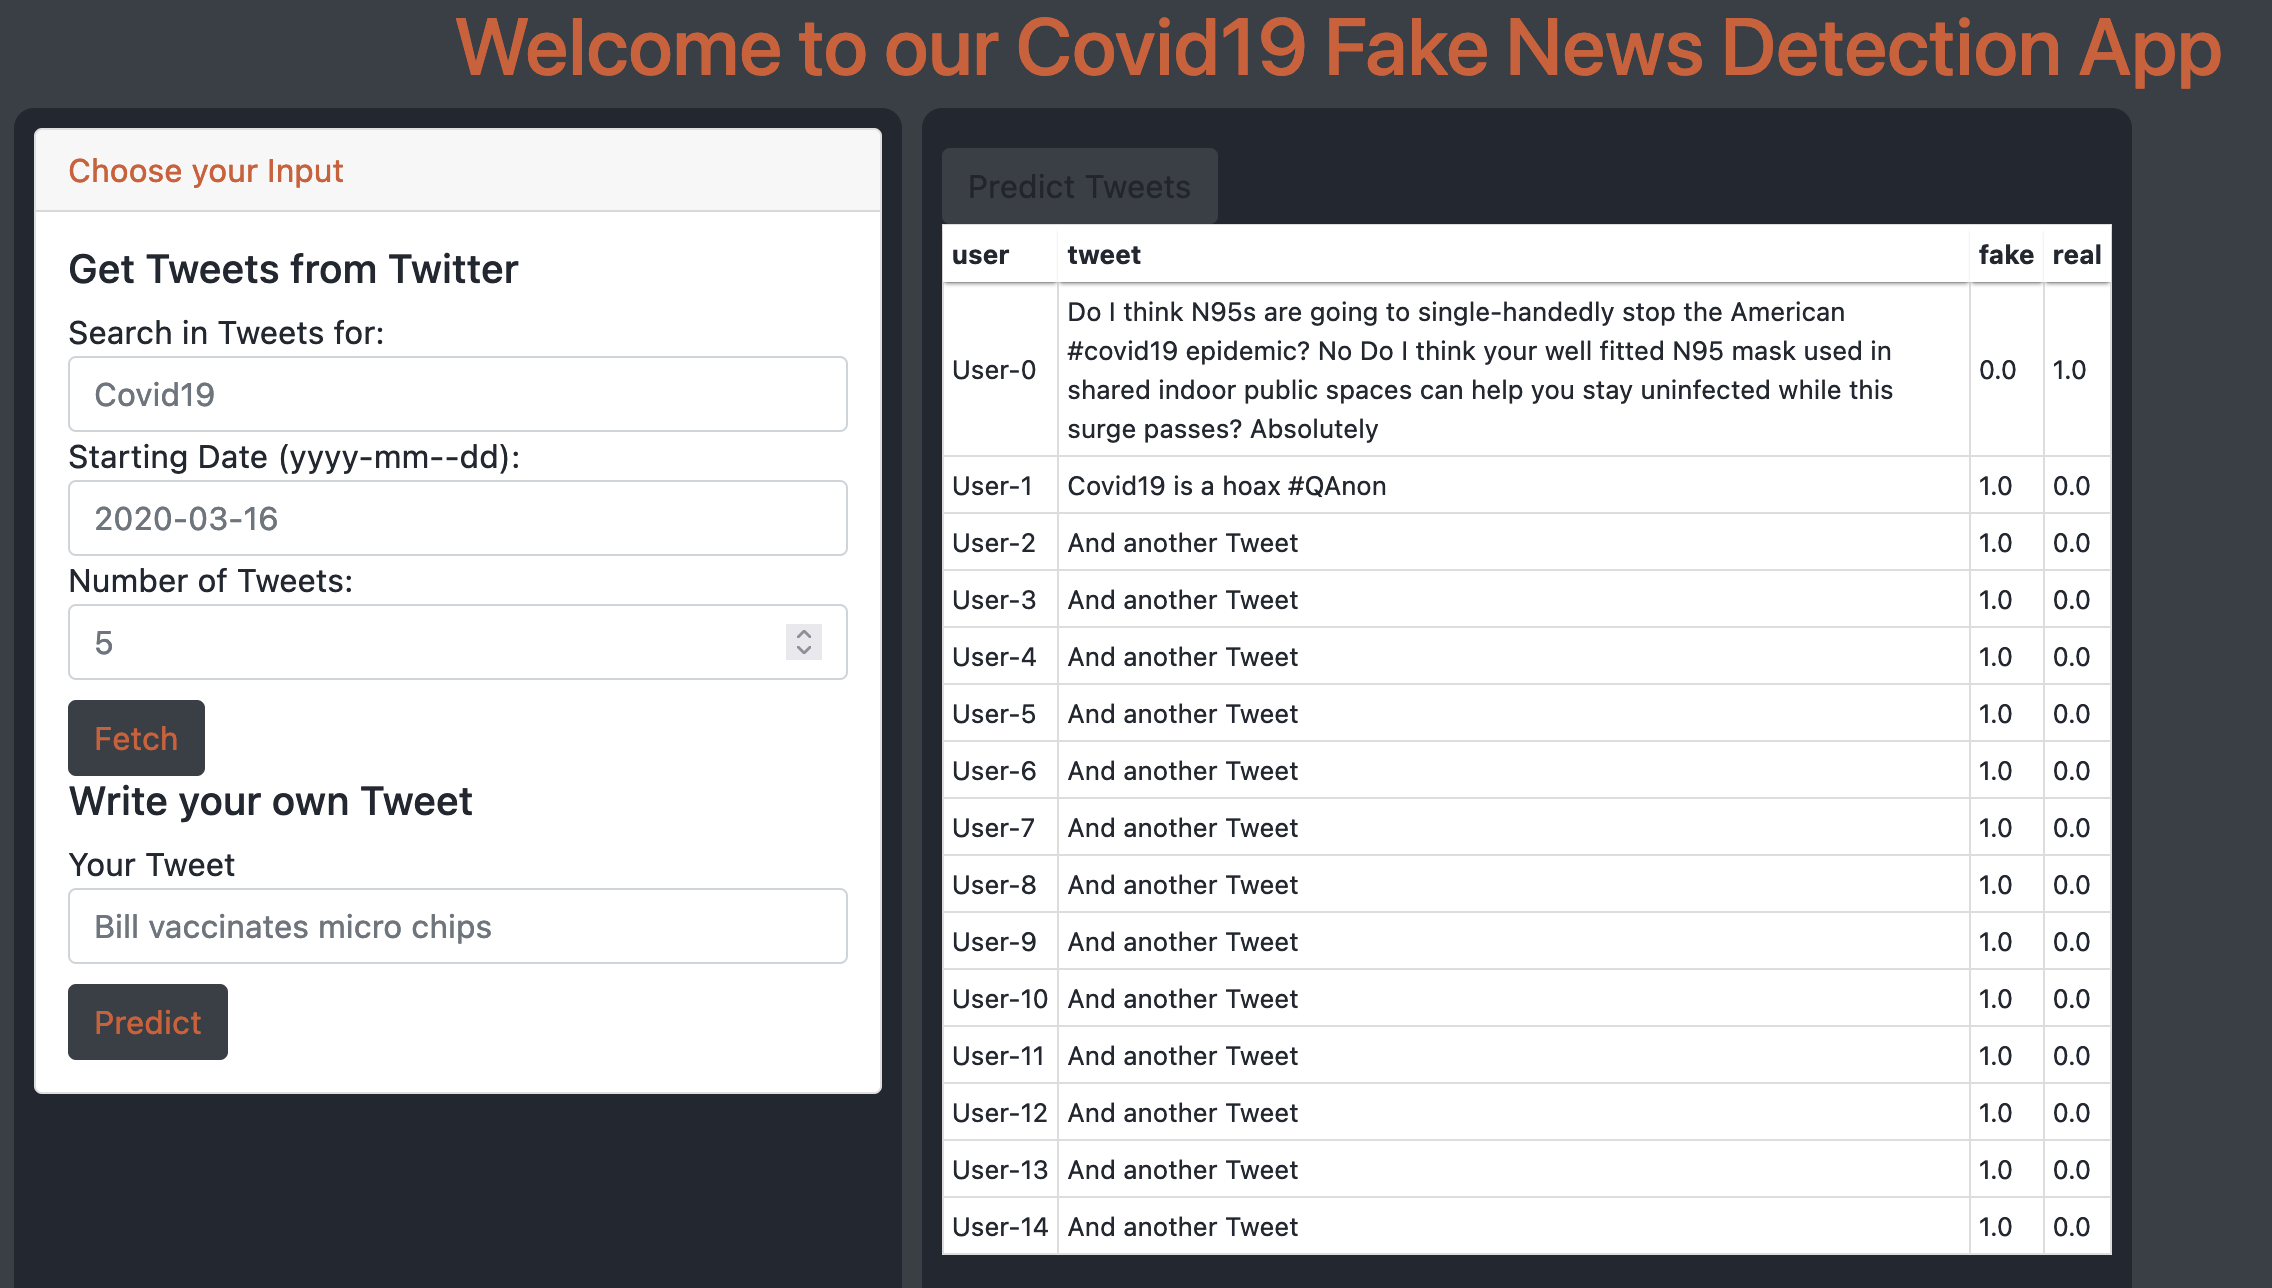 Welcome to our Covid19 Fake News Detection App
Choose your Input
Get Tweets from Twitter
Search in Tweets for:
Covid19
Starting Date (yyyy-mm--dd):
2020-03-16
Number of Tweets:
5
Fetch
Write your own Tweet
Your Tweet
Bill vaccinates micro chips
Predict
Predict Tweets
user tweet fake real
User-0 Do I think N95s are going to single-handedly stop the American
#covid19 epidemic? No Do I think your well fitted N95 mask used in
shared indoor public spaces can help you stay uninfected while this
surge passes? Absolutely 0.0 1.0
User-1 Covid19 is a hoax #QAnon 1.0 0.0
User-2 And another Tweet 1.0 0.0
User-3 And another Tweet 1.0 0.0
User-4 And another Tweet 1.0 0.0
User-5 And another Tweet 1.0 0.0
User-6 And another Tweet 1.0 0.0
User-7 And another Tweet 1.0 0.0
User-8 And another Tweet 1.0 0.0
User-9 And another Tweet 1.0 0.0
User-10 And another Tweet 1.0 0.0
User-11 And another Tweet 1.0 0.0
User-12 And another Tweet 1.0 0.0
User-13 And another Tweet 1.0 0.0
User-14 And another Tweet 1.0 0.0